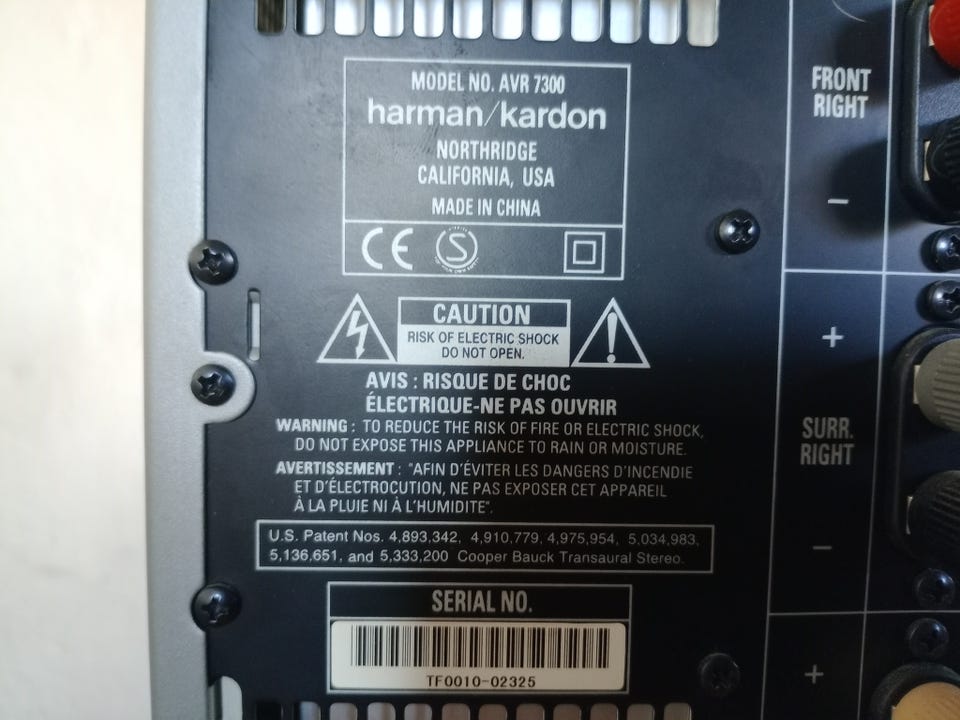 MODEL NO. AVR 7300
harman/kardon
NORTHRIDGE
CALIFORNIA, USA
MADE IN CHINA
CE
S
CAUTION
RISK OF ELECTRIC SHOCK
DO NOT OPEN.
AVIS : RISQUE DE CHOC
ÉLECTRIQUE-NE PAS OUVRIR
WARNING : TO REDUCE THE RISK OF FIRE OR ELECTRIC SHOCK,
DO NOT EXPOSE THIS APPLIANCE TO RAIN OR MOISTURE.
AVERTISSEMENT : "AFIN D'ÉVITER LES DANGERS D'INCENDIE
ET D'ÉLECTROCUTION, NE PAS EXPOSER CET APPAREIL
À LA PLUIE NI À L'HUMIDITE".
U.S. Patent Nos. 4,893,342, 4,910,779, 4,975,954, 5,034,983,
5,136,651, and 5,333,200 Cooper Bauck Transaural Stereo.
SERIAL NO.
TF0010-02325
FRONT
RIGHT
–
+
SURR.
RIGHT
–
+